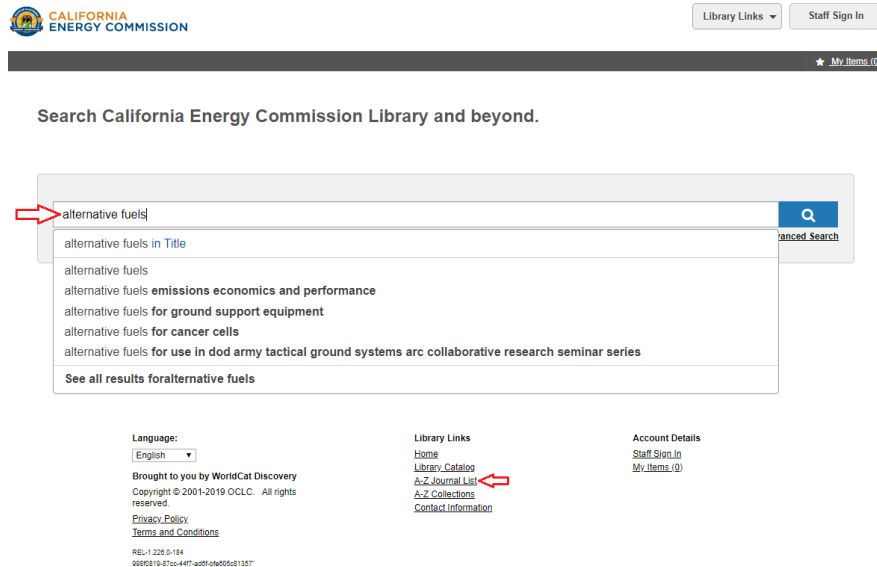 CALIFORNIA
ENERGY COMMISSION
Library Links
Staff Sign In
My Items (0
Search California Energy Commission Library and beyond.
alternative fuels
anced Search
alternative fuels in Title
alternative fuels
alternative fuels emissions economics and performance
alternative fuels for ground support equipment
alternative fuels for cancer cells
alternative fuels for use in dod army tactical ground systems arc collaborative research seminar series
See all results foralternative fuels
Language:
English
Brought to you by WorldCat Discovery
Copyright © 2001-2019 OCLC. All rights
reserved.
Privacy Policy
Terms and Conditions
REL-1.226.0-184
Library Links
Home
Library Catalog
A-Z Journal List
A-Z Collections
Contact Information
Account Details
Staff Sign In
My Items (0)